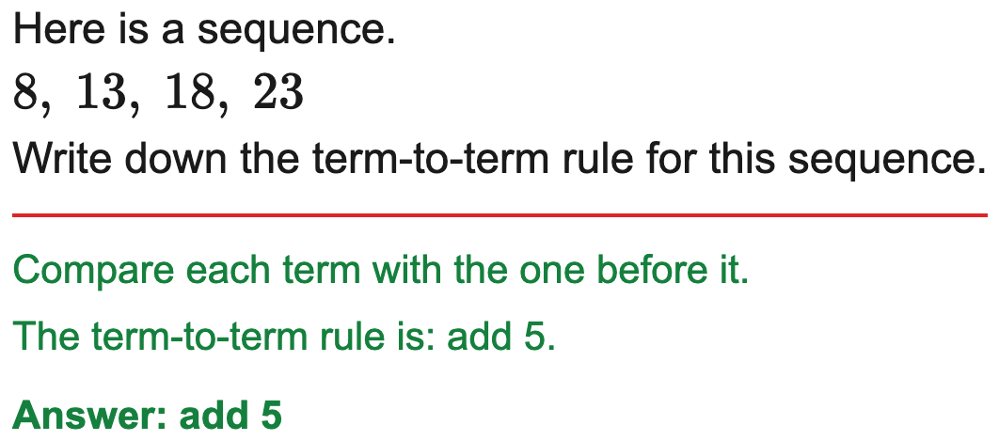 Here is a sequence.
8, 13, 18, 23
Write down the term-to-term rule for this sequence.
Compare each term with the one before it.
The term-to-term rule is: add 5.
Answer: add 5